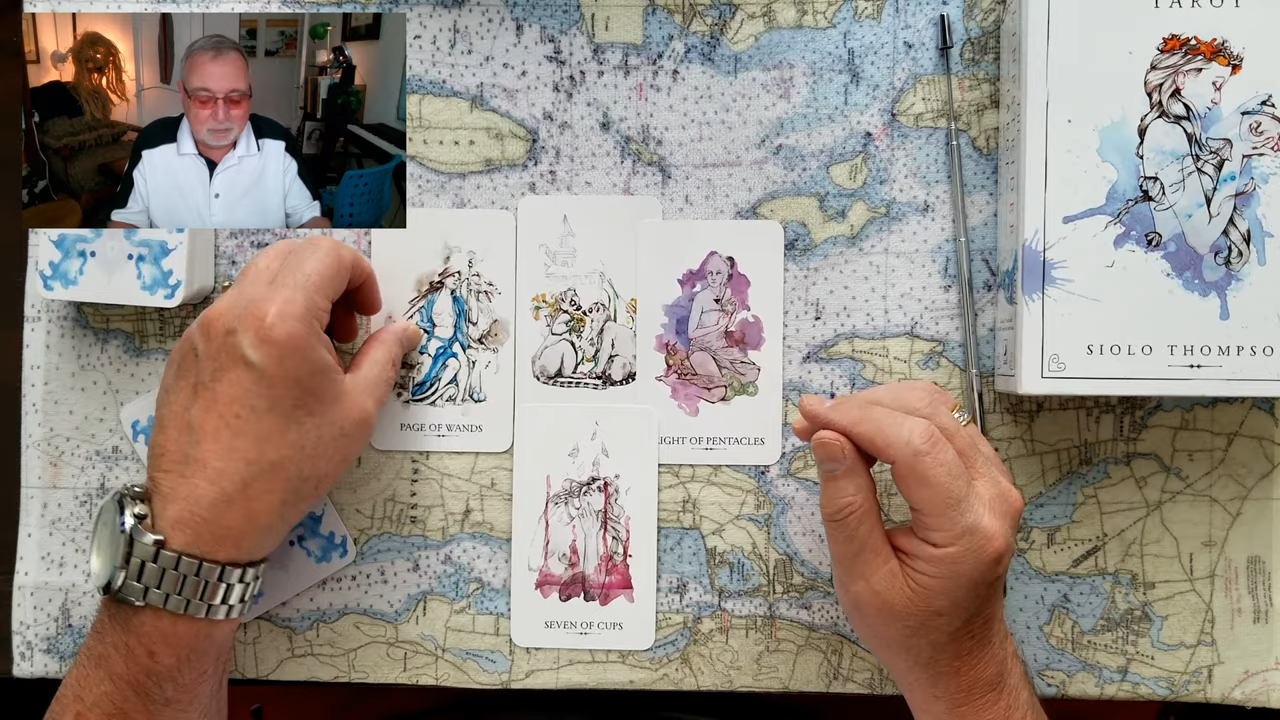 TAROT
PAGE OF WANDS
IGHT OF PENTACLES
SEVEN OF CUPS
SIOLO THOMPSO